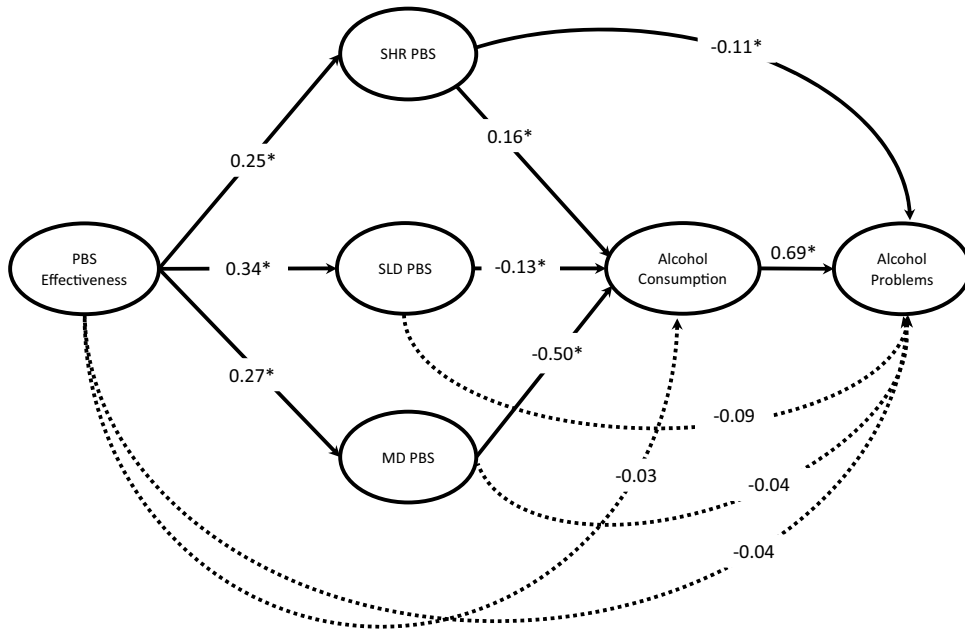 SHR PBS
-0.11*
0.16*
0.25*
PBS
Effectiveness
0.34*
SLD PBS
-0.13*
Alcohol
Consumption
0.69*
Alcohol
Problems
0.27*
-0.50*
-0.09
MD PBS
-0.03
-0.04
-0.04